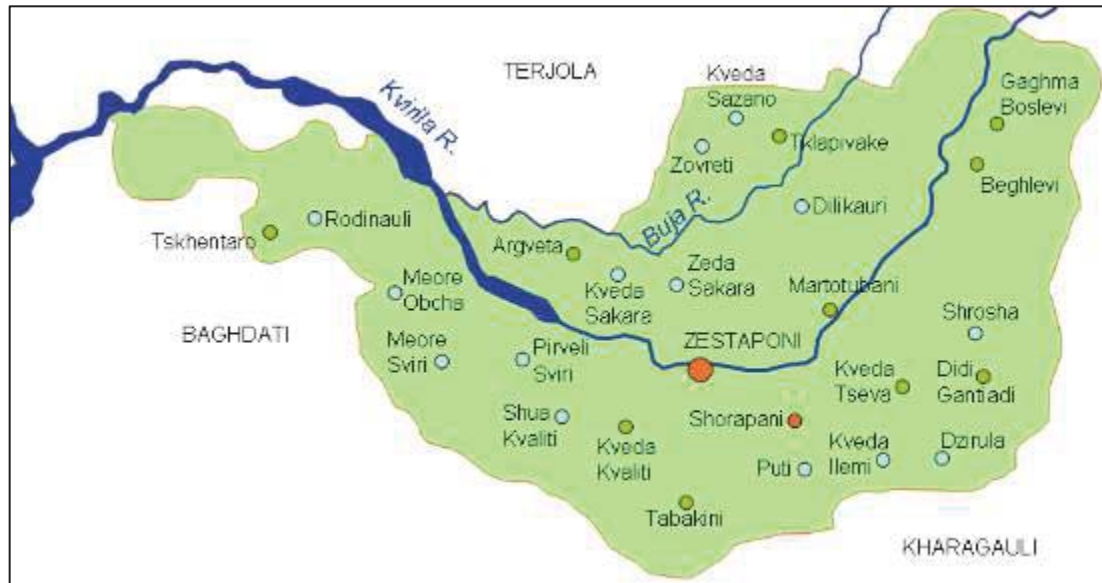 TERJOLA
Kveda
Sazano
Gaghma
Boslevi
Kvirila R.
Tklapivake
Zovreti
Beghlevi
Buja R.
Dilikauri
Rodinauli
Tskhentaro
Argveta
Meore
Obcha
Kveda
Sakara
Zeda
Sakara
Martotubani
Shrosha
BAGHDATI
ZESTAPONI
Meore
Sviri
Pirveli
Sviri
Kveda
Tseva
Didi
Gantiadi
Shua
Kvaliti
Kveda
Kvaliti
Shorapani
Puti
Kveda
Ilemi
Dzirula
Tabakini
KHARAGAULI